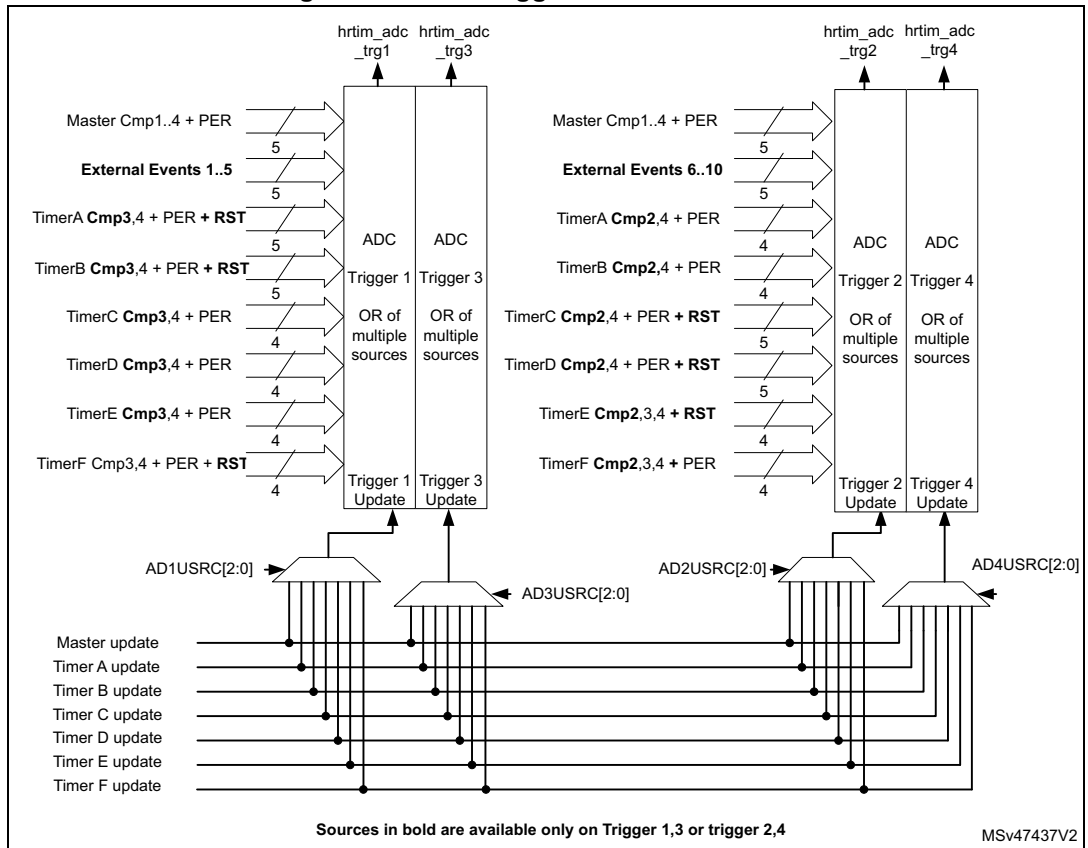 hrtim_adc hrtim_adc
_trg1 _trg3
hrtim_adc hrtim_adc
_trg2 _trg4
Master Cmp1..4 + PER
5
External Events 1..5
5
TimerA Cmp3,4 + PER + RST
5
TimerB Cmp3,4 + PER + RST
5
TimerC Cmp3,4 + PER
4
TimerD Cmp3,4 + PER
4
TimerE Cmp3,4 + PER
4
TimerF Cmp3,4 + PER + RST
4
ADC
Trigger 1
OR of
multiple
sources
Trigger 1
Update
ADC
Trigger 3
OR of
multiple
sources
Trigger 3
Update
Master Cmp1..4 + PER
5
External Events 6..10
5
TimerA Cmp2,4 + PER
4
TimerB Cmp2,4 + PER
4
TimerC Cmp2,4 + PER + RST
5
TimerD Cmp2,4 + PER + RST
5
TimerE Cmp2,3,4 + RST
4
TimerF Cmp2,3,4 + PER
4
ADC
Trigger 2
OR of
multiple
sources
Trigger 2
Update
ADC
Trigger 4
OR of
multiple
sources
Trigger 4
Update
AD1USRC[2:0]
AD3USRC[2:0]
AD2USRC[2:0]
AD4USRC[2:0]
Master update
Timer A update
Timer B update
Timer C update
Timer D update
Timer E update
Timer F update
Sources in bold are available only on Trigger 1,3 or trigger 2,4
MSv47437V2